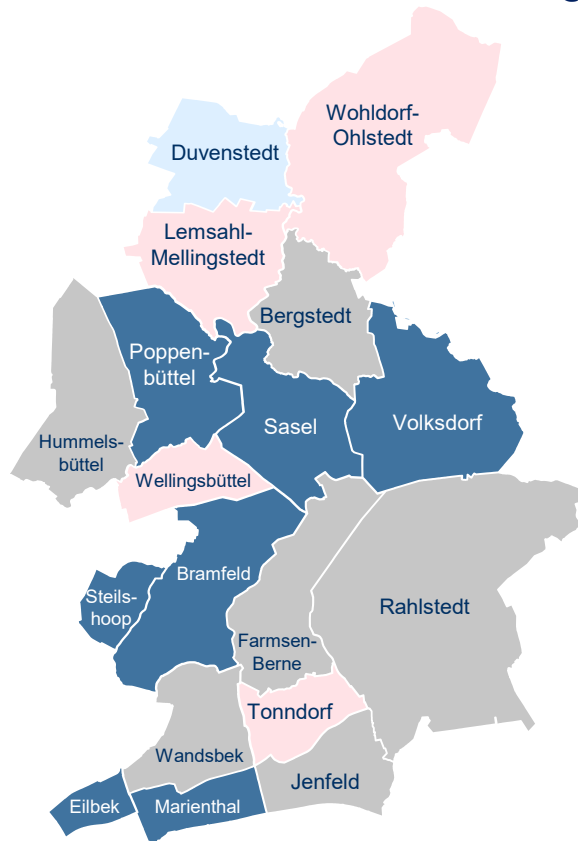 Wohldorf-
Ohlstedt
Duvenstedt
Lemsahl-
Mellingstedt
Bergstedt
Poppen-
büttel
Sasel
Volksdorf
Hummels-
büttel
Wellingsbüttel
Bramfeld
Steils-
hoop
Rahlstedt
Farmsen-
Berne
Tonndorf
Wandsbek
Jenfeld
Eilbek
Marienthal